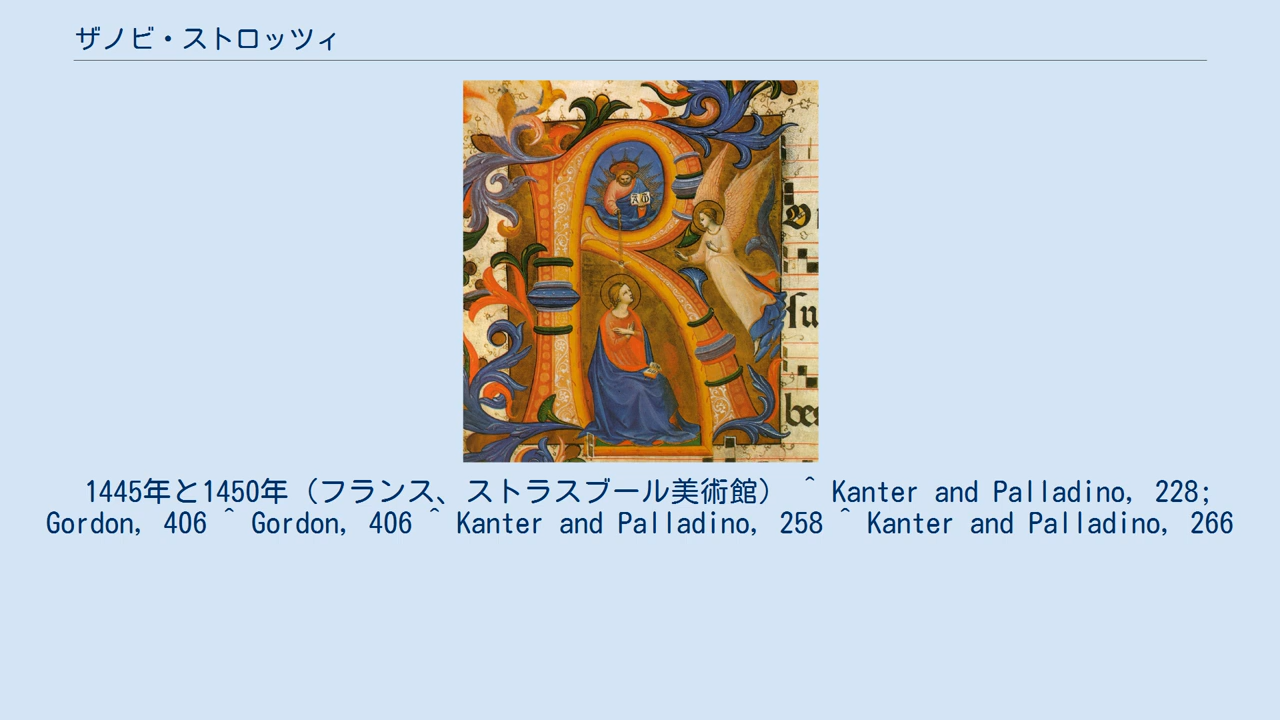 ザノビ・ストロッツィ
1445年と1450年（フランス、ストラスブール美術館） ^ Kanter and Palladino, 228;
Gordon, 406 ^ Gordon, 406 ^ Kanter and Palladino, 258 ^ Kanter and Palladino, 266